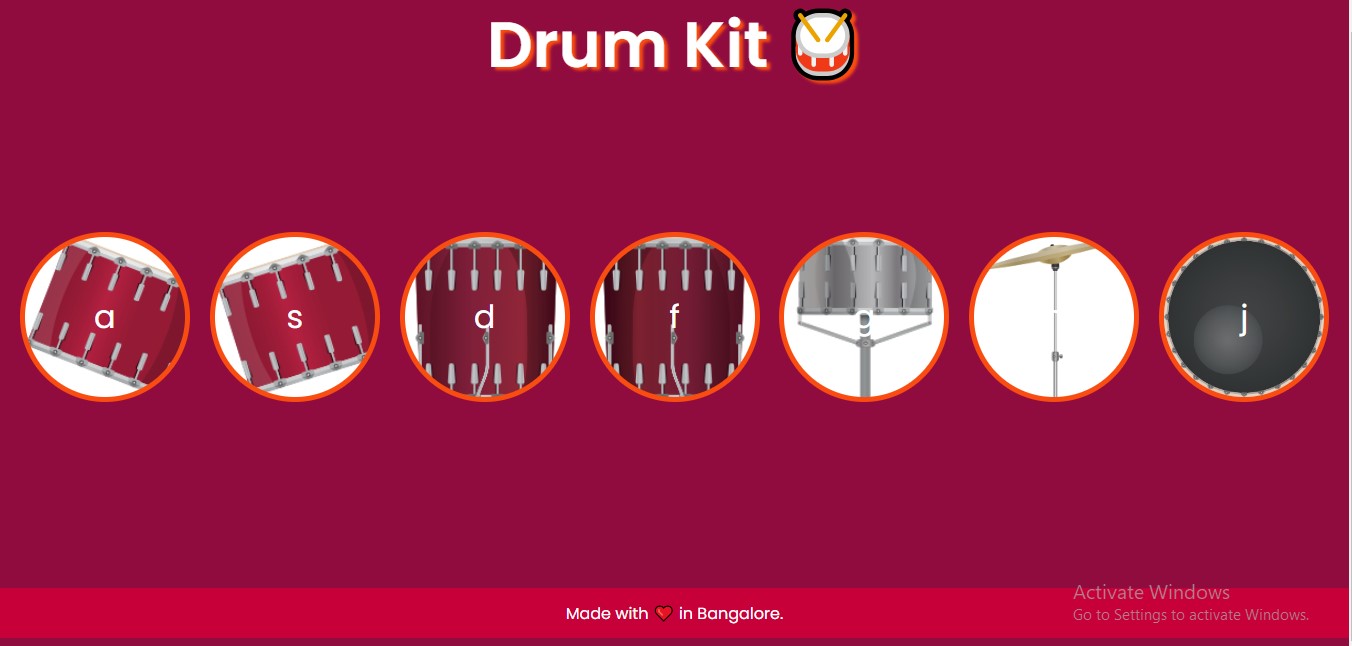 Drum Kit
a s d f g j
Made with ❤️ in Bangalore.
Activate Windows
Go to Settings to activate Windows.